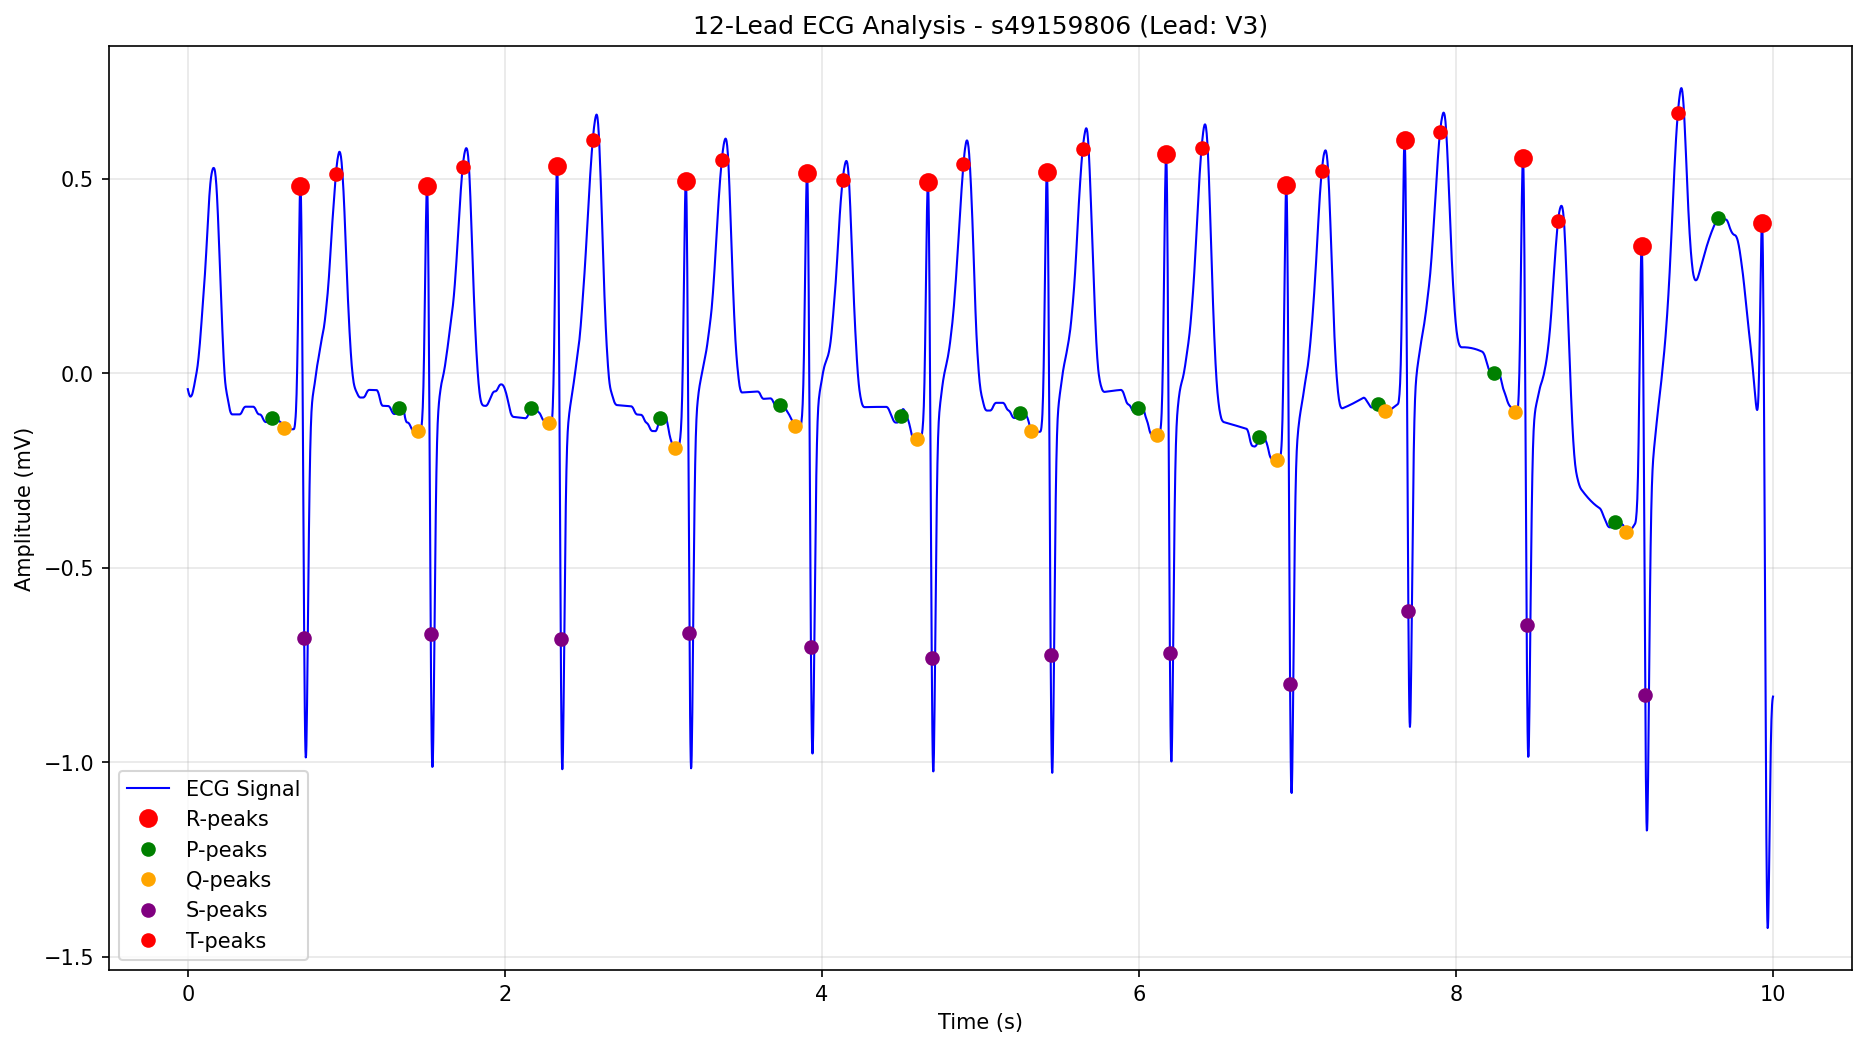 12-Lead ECG Analysis - s49159806 (Lead: V3)
Amplitude (mV)
0.5
0.0
−0.5
−1.0
−1.5
ECG Signal
R-peaks
P-peaks
Q-peaks
S-peaks
T-peaks
0 2 4 6 8 10
Time (s)